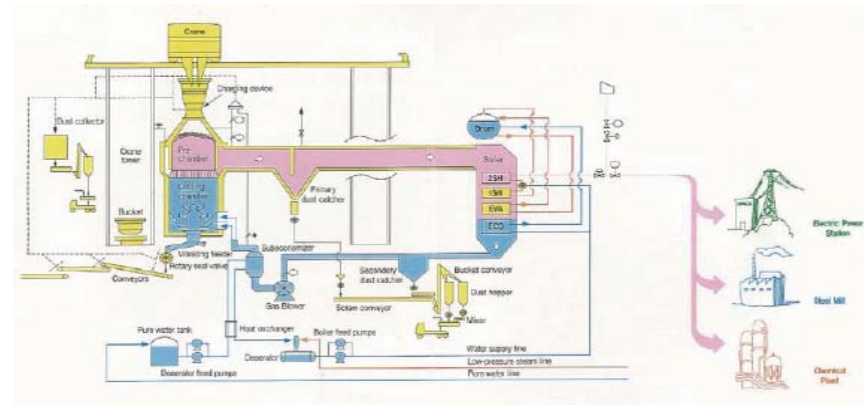 Crane
Charging device
Dust collector
Crane
tower
Pre
chamber
Cooling
chamber
Bucket
Primary
dust catcher
Drum
Boiler
2SH
1SH
EVA
ECO
Vibrating feeder
Rotary seal valve
Conveyors
Subeconomizer
Gas Blower
Secondary
dust catcher
Bucket conveyor
Dust hopper
Mixer
Scram conveyor
Electric Power
Station
Steel Mill
Chemical
Plant
Pure water tank
Heat exchanger
Boiler feed pumps
Deaerator
Deaerator feed pumps
Water supply line
Low-pressure steam line
Pure water line